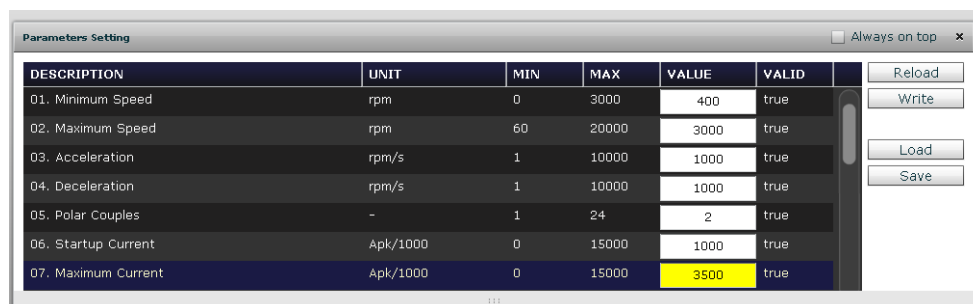 Parameters Setting Always on top x
DESCRIPTION UNIT MIN MAX VALUE VALID Reload
01. Minimum Speed rpm 0 3000 400 true Write
02. Maximum Speed rpm 60 20000 3000 true
03. Acceleration rpm/s 1 10000 1000 true Load
04. Deceleration rpm/s 1 10000 1000 true Save
05. Polar Couples - 1 24 2 true
06. Startup Current Apk/1000 0 15000 1000 true
07. Maximum Current Apk/1000 0 15000 3500 true